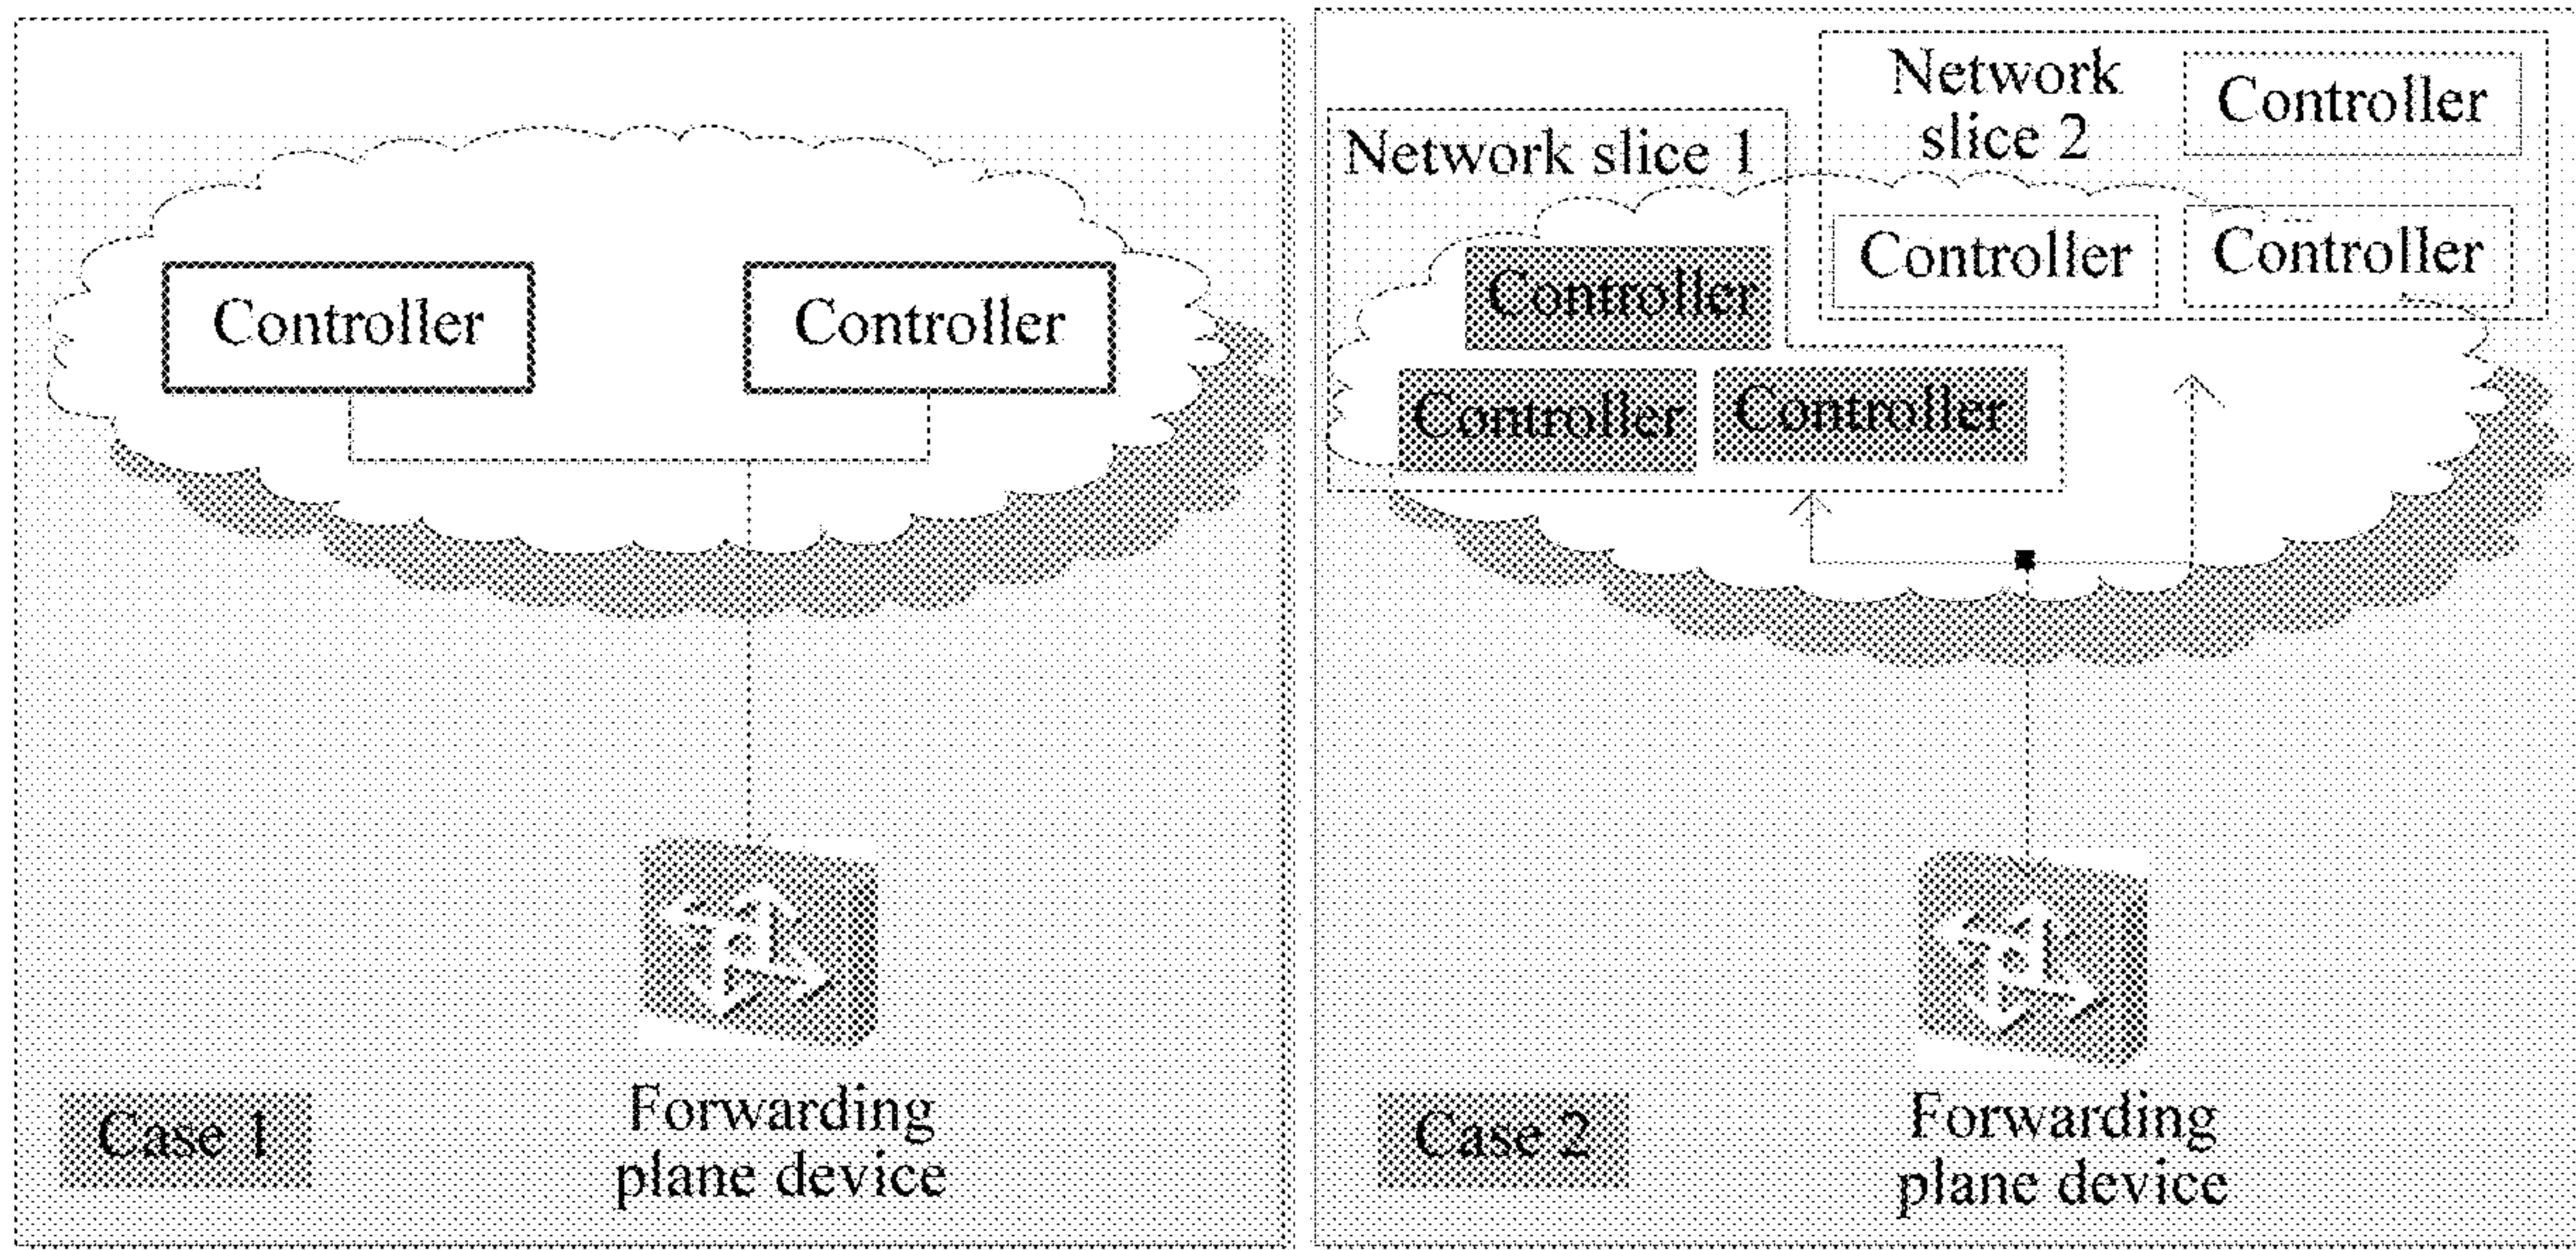 Controller
Controller
Case 1
Forwarding
plane device
Network slice 1
Network
slice 2
Controller
Controller
Controller
Controller
Controller
Controller
Case 2
Forwarding
plane device